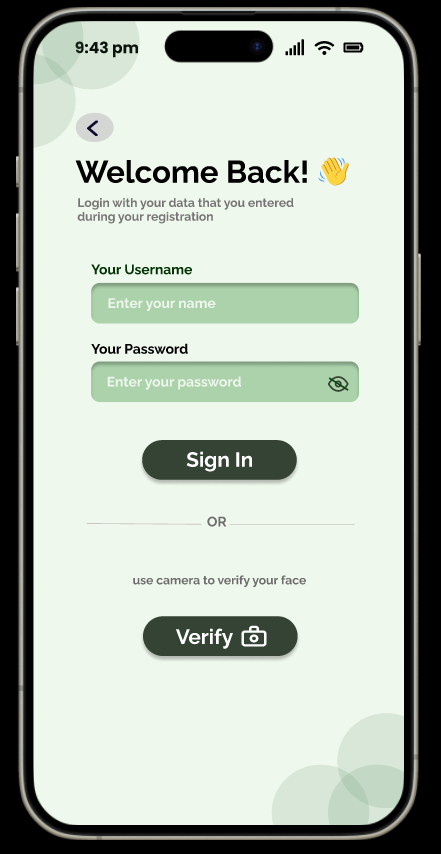 9:43 pm
Welcome Back! 👋
Login with your data that you entered
during your registration
Your Username
Enter your name
Your Password
Enter your password
Sign In
OR
use camera to verify your face
Verify